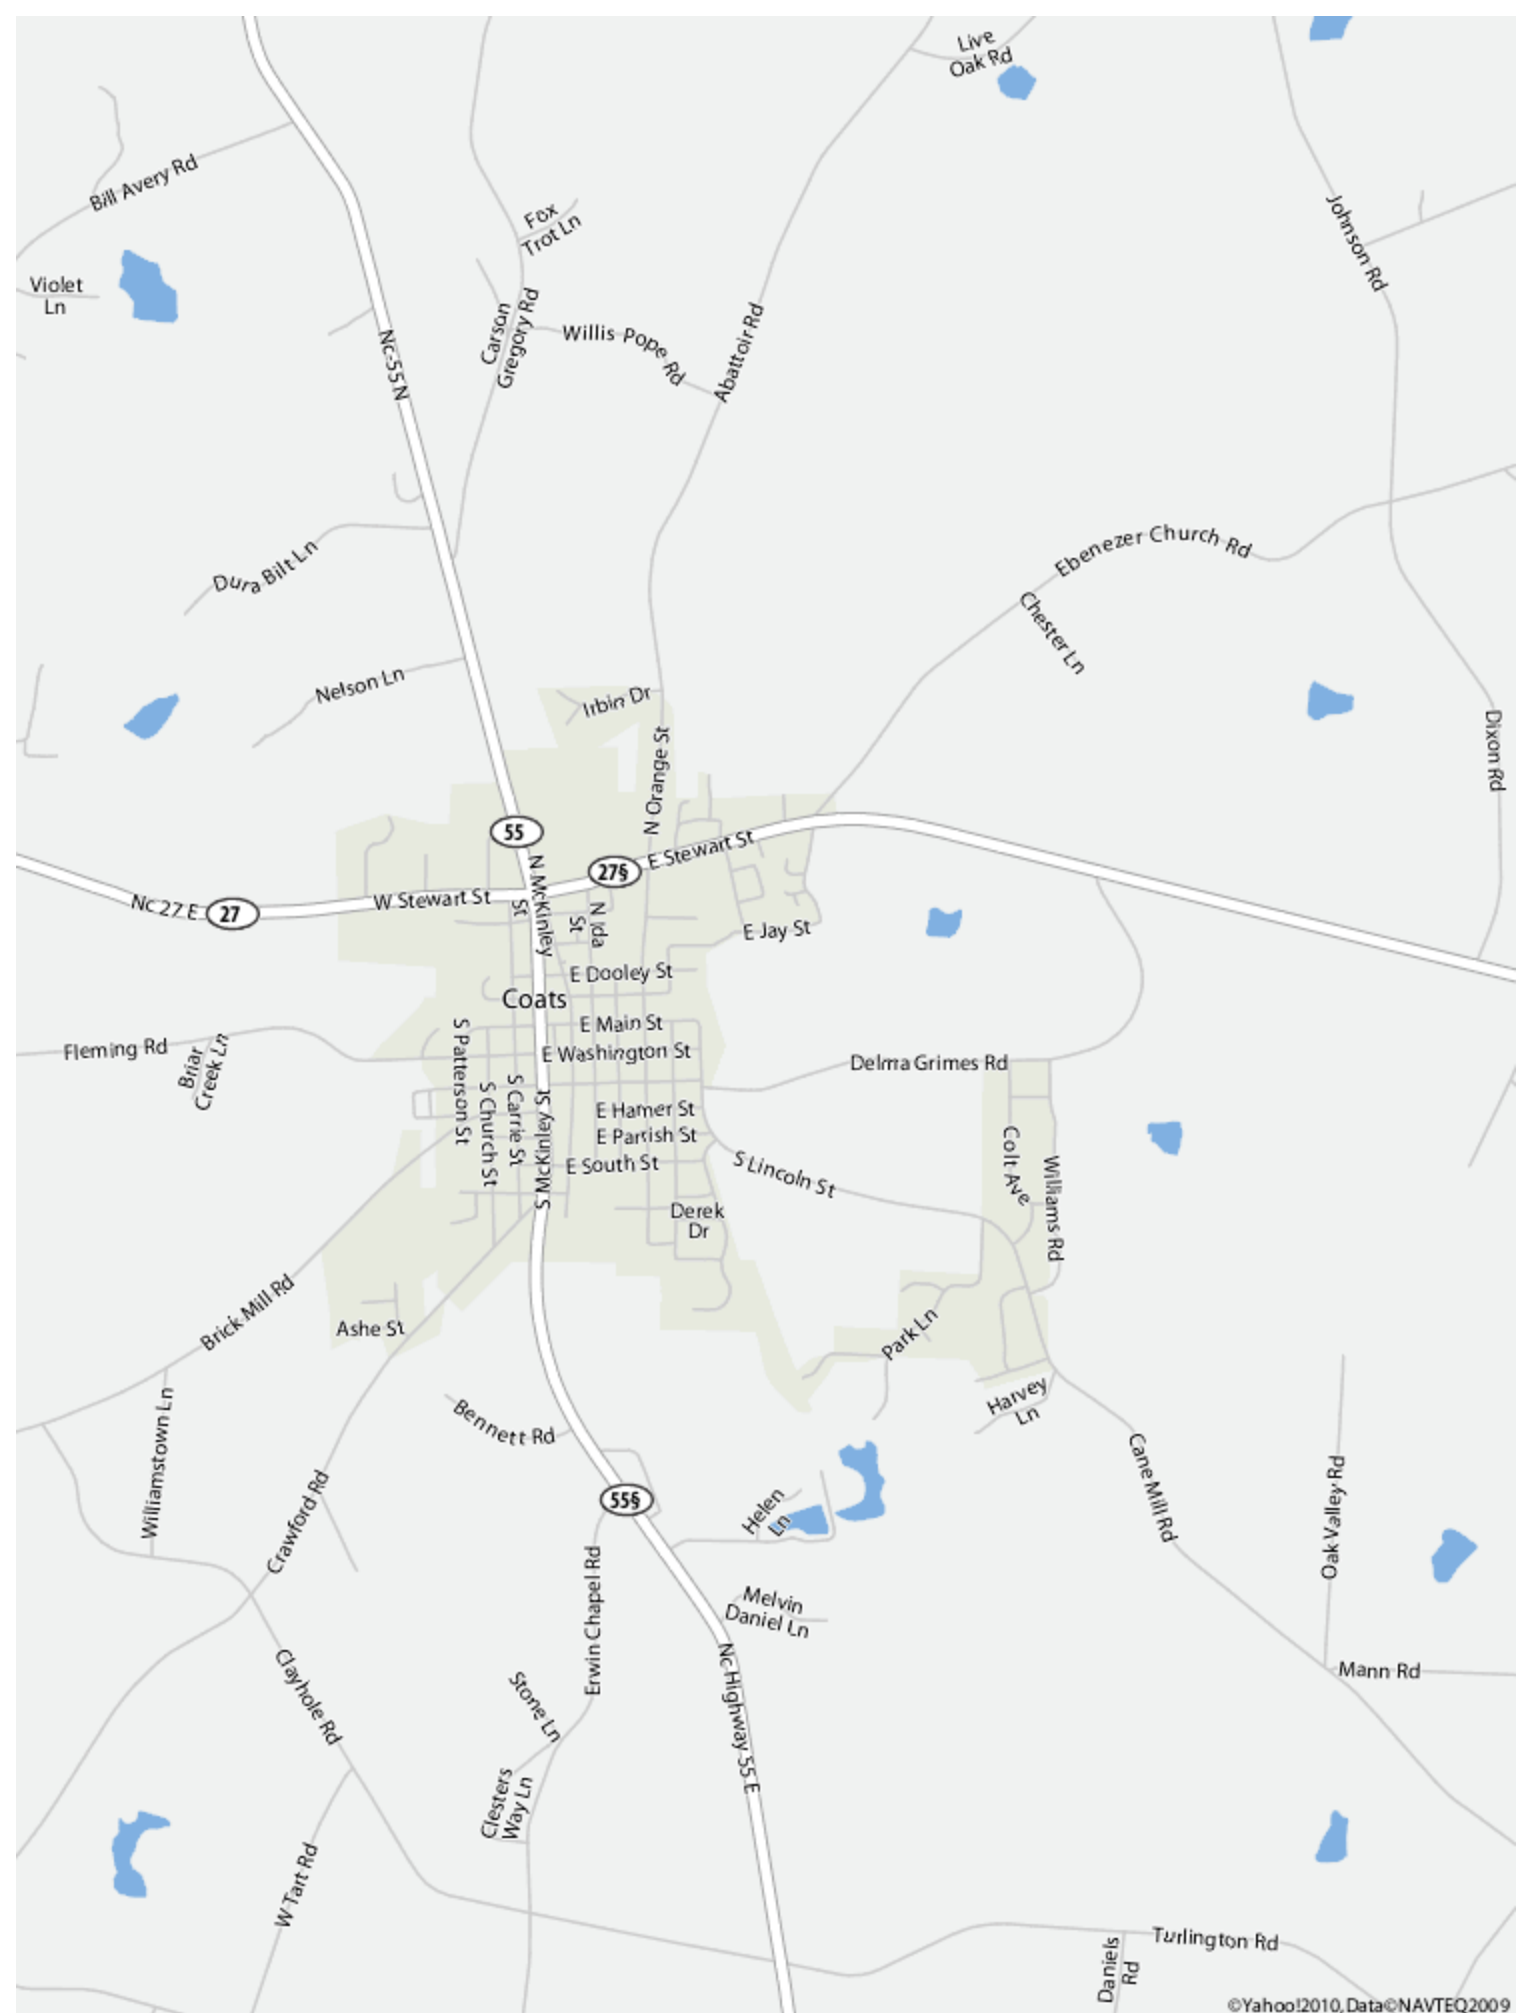 Live
Oak Rd
Bill Avery Rd
Fox
Trot Ln
Johnson Rd
Violet
Ln
Carson
Gregory Rd
Willis Pope Rd
Abattoir Rd
Nc-55 N
Dura Bilt Ln
Ebenezer Church Rd
Chester Ln
Nelson Ln
Irbin Dr
N Orange St
Dixon Rd
55
27§
E Stewart St
Nc 27 E
27
W Stewart St
St
N McKinley
St
N Ida
E Jay St
E Dooley St
Coats
E Main St
Fleming Rd
Briar
Creek Ln
S Patterson St
E Washington St
Delma Grimes Rd
S Church St
S Carrie St
S McKinley St
E Hamer St
E Parrish St
E South St
S Lincoln St
Colt Ave
Williams Rd
Derek
Dr
Brick Mill Rd
Ashe St
Park Ln
Harvey
Ln
Williamstown Ln
Bennett Rd
Cane Mill Rd
Oak Valley Rd
Crawford Rd
55§
Helen
Ln
Erwin Chapel Rd
Melvin
Daniel Ln
Clayhole Rd
Stone Ln
Nc Highway 55 E
Mann Rd
Clesters
Way Ln
W Tart Rd
Daniels
Rd
Turlington Rd
©Yahoo!2010, Data©NAVTEQ2009